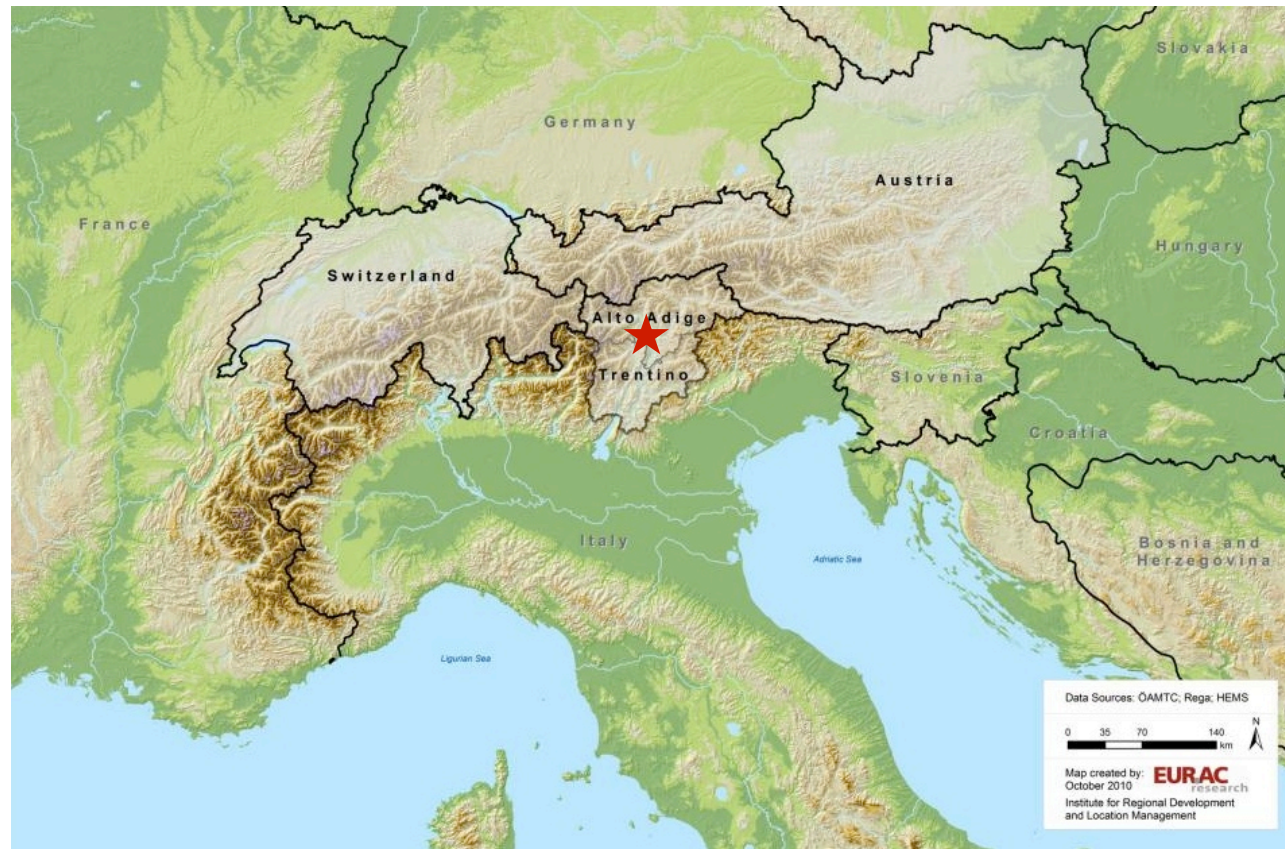 Slovakia
Germany
Austria
France
Hungary
Switzerland
Alto Adige
Trentino
Slovenia
Croatia
Italy
Adriatic Sea
Bosnia and
Herzegovina
Ligurian Sea
Data Sources: ÖAMTC; Rega; HEMS
0 35 70 140
km
N
Map created by:
October 2010
EURAC
research
Institute for Regional Development
and Location Management